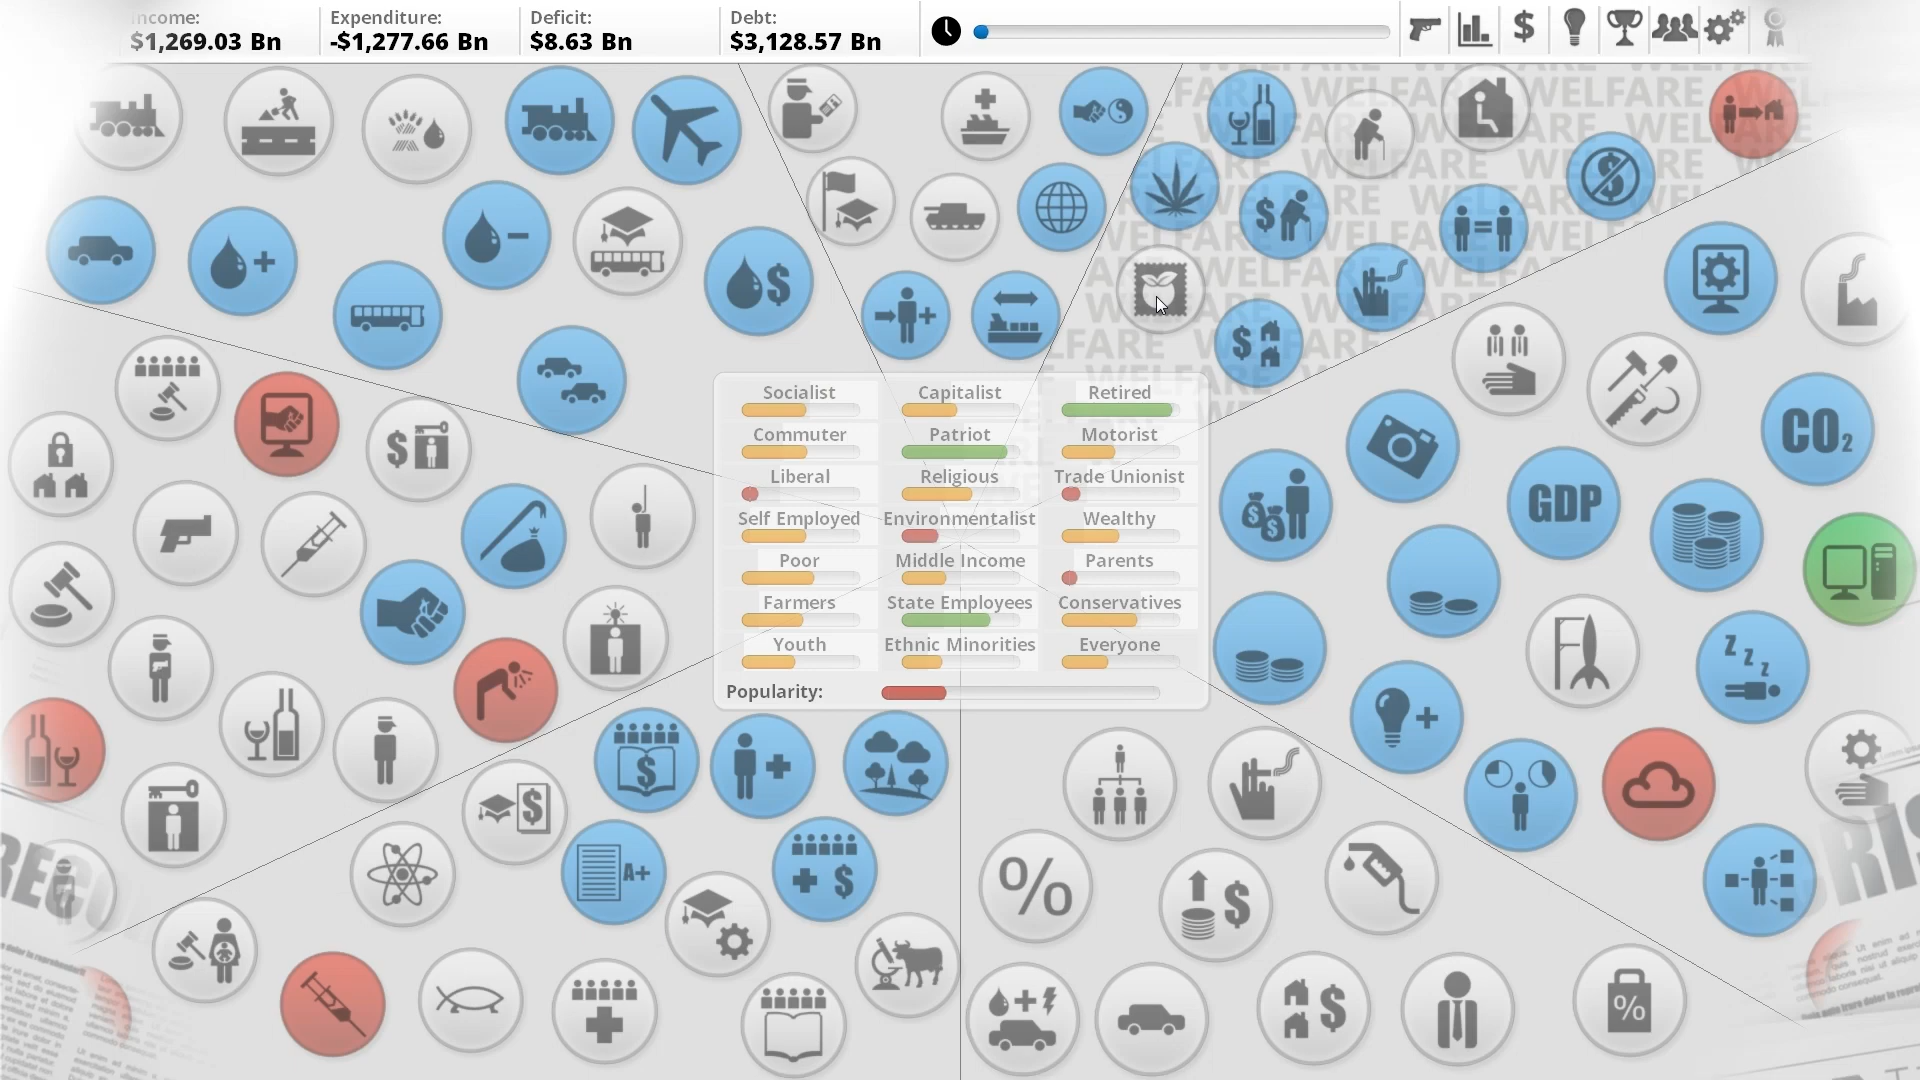 Income: Expenditure: Deficit: Debt:
$1,269.03 Bn -$1,277.66 Bn $8.63 Bn $3,128.57 Bn
WELFARE WELFARE WELFARE
$
$
$
CO₂
GDP
Socialist Capitalist Retired
Commuter Patriot Motorist
Liberal Religious Trade Unionist
Self Employed Environmentalist Wealthy
Poor Middle Income Parents
Farmers State Employees Conservatives
Youth Ethnic Minorities Everyone
Popularity:
z z z
A+
$
%
$
$
%